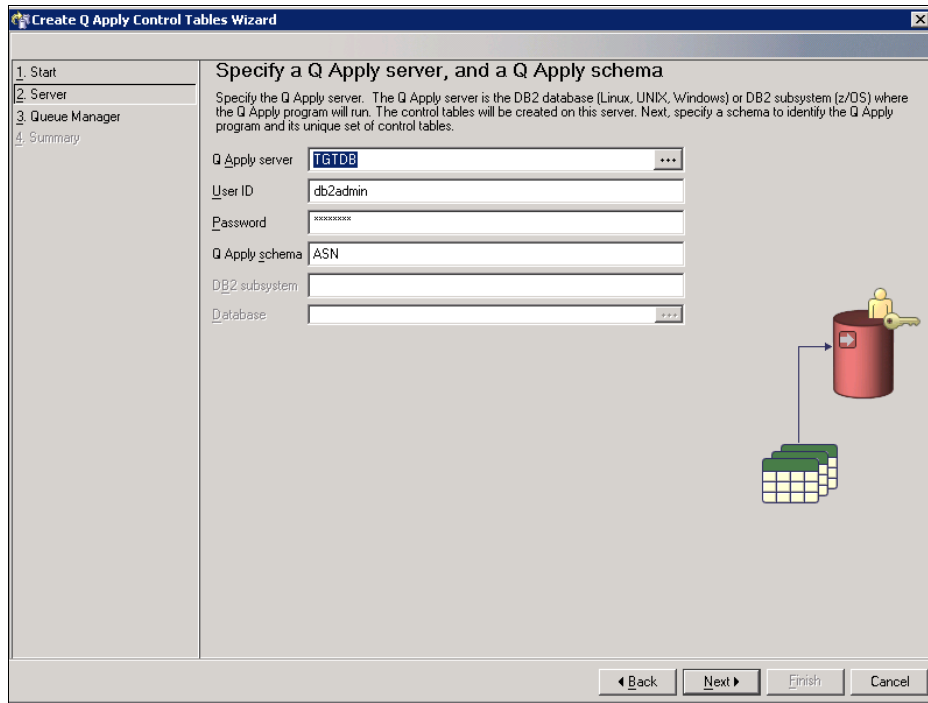 Create Q Apply Control Tables Wizard
1. Start
2. Server
3. Queue Manager
4. Summary
Specify a Q Apply server, and a Q Apply schema
Specify the Q Apply server. The Q Apply server is the DB2 database (Linux, UNIX, Windows) or DB2 subsystem (z/OS) where
the Q Apply program will run. The control tables will be created on this server. Next, specify a schema to identify the Q Apply
program and its unique set of control tables.
Q Apply server TGTDB ...
User ID db2admin
Password xxxxxxxx
Q Apply schema ASN
DB2 subsystem
Database ...
Back Next Finish Cancel